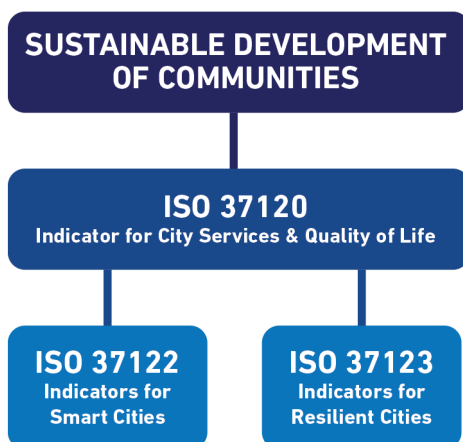 SUSTAINABLE DEVELOPMENT
OF COMMUNITIES
ISO 37120
Indicator for City Services & Quality of Life
ISO 37122
Indicators for
Smart Cities
ISO 37123
Indicators for
Resilient Cities